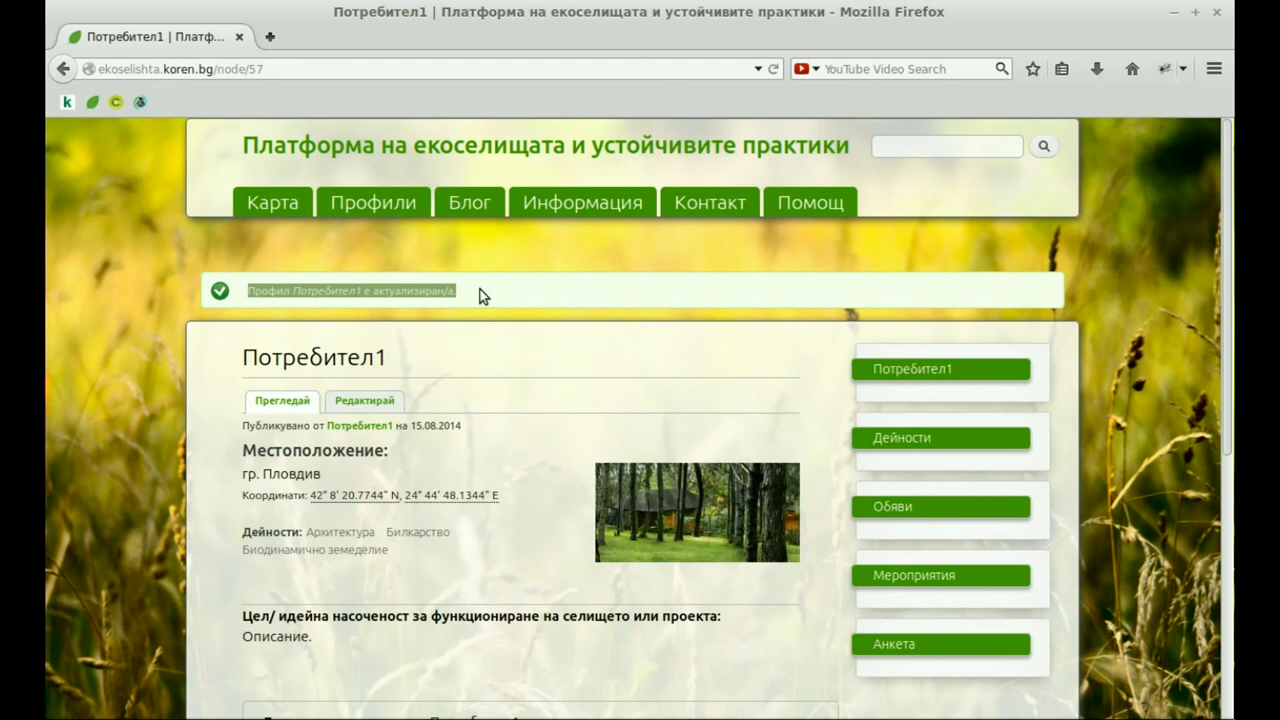 Потребител1 | Платформа на екоселищата и устойчивите практики - Mozilla Firefox
Потребител1 | Платф...
ekoselishta.koren.bg/node/57
YouTube Video Search
k
C
Платформа на екоселищата и устойчивите практики
Карта
Профили
Блог
Информация
Контакт
Помощ
Профил Потребител1 е актуализиран/а.
Потребител1
Прегледай
Редактирай
Публикувано от Потребител1 на 15.08.2014
Местоположение:
гр. Пловдив
Координати: 42° 8' 20.7744" N, 24° 44' 48.1344" E
Дейности: Архитектура Билкарство
Биодинамично земеделие
Цел/ идейна насоченост за функциониране на селището или проекта:
Описание.
Потребител1
Дейности
Обяви
Мероприятия
Анкета